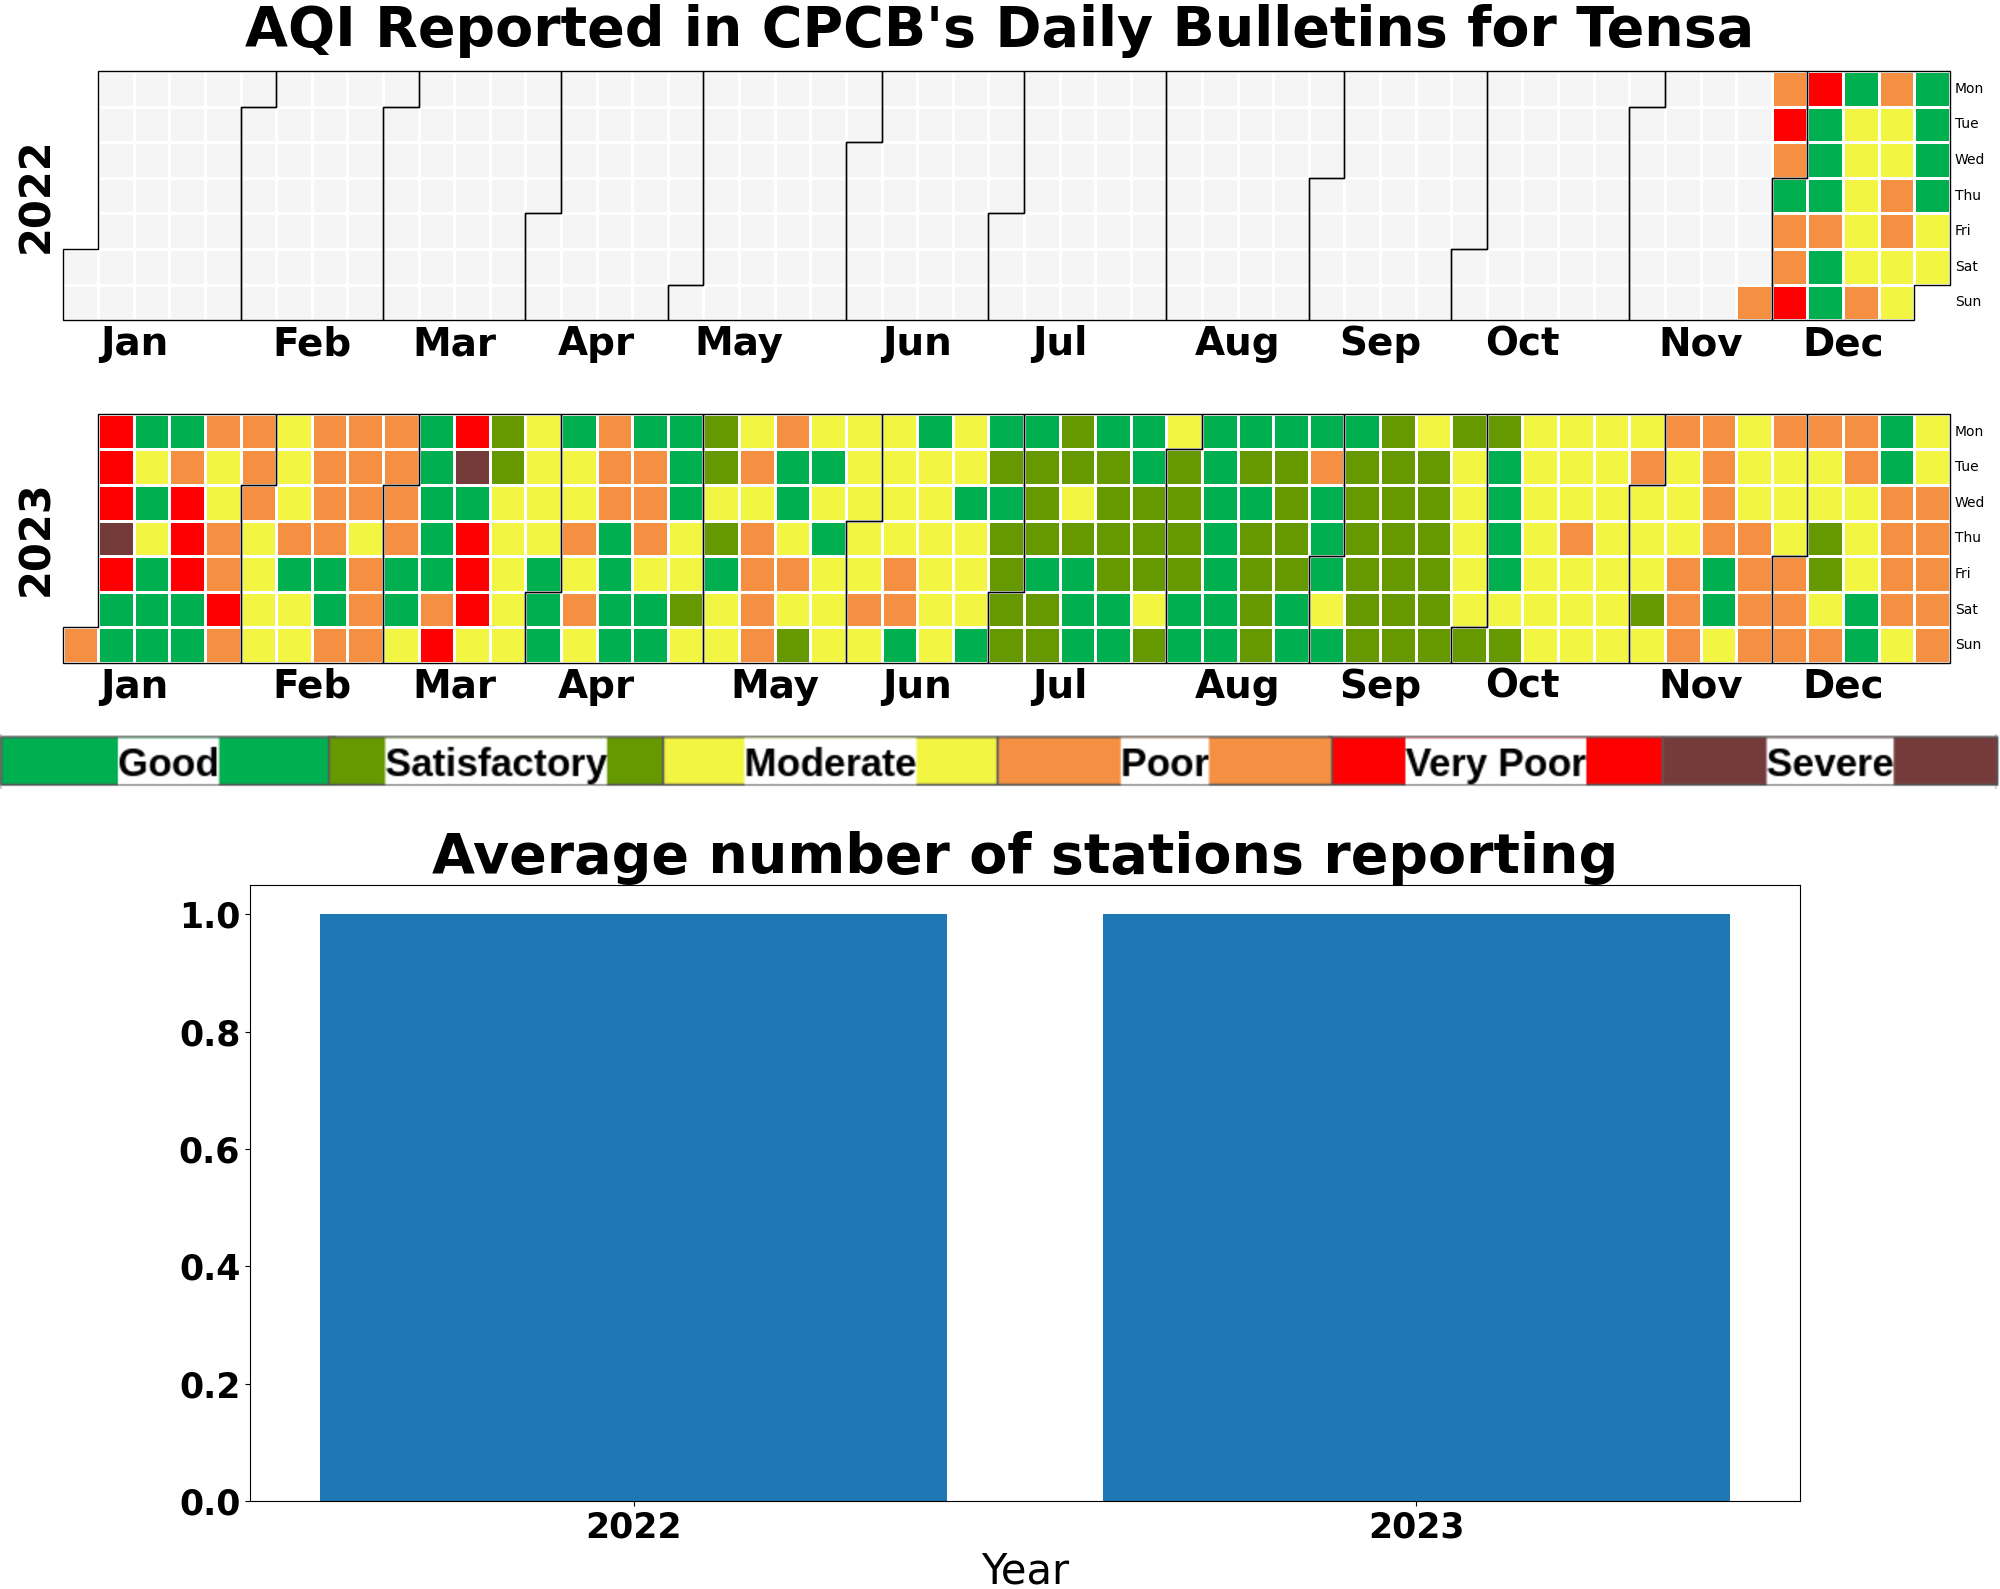 AQI Reported in CPCB's Daily Bulletins for Tensa
2022
Mon
Tue
Wed
Thu
Fri
Sat
Sun
Jan Feb Mar Apr May Jun Jul Aug Sep Oct Nov Dec
2023
Mon
Tue
Wed
Thu
Fri
Sat
Sun
Jan Feb Mar Apr May Jun Jul Aug Sep Oct Nov Dec
Good Satisfactory Moderate Poor Very Poor Severe
Average number of stations reporting
1.0
0.8
0.6
0.4
0.2
0.0
2022 2023
Year